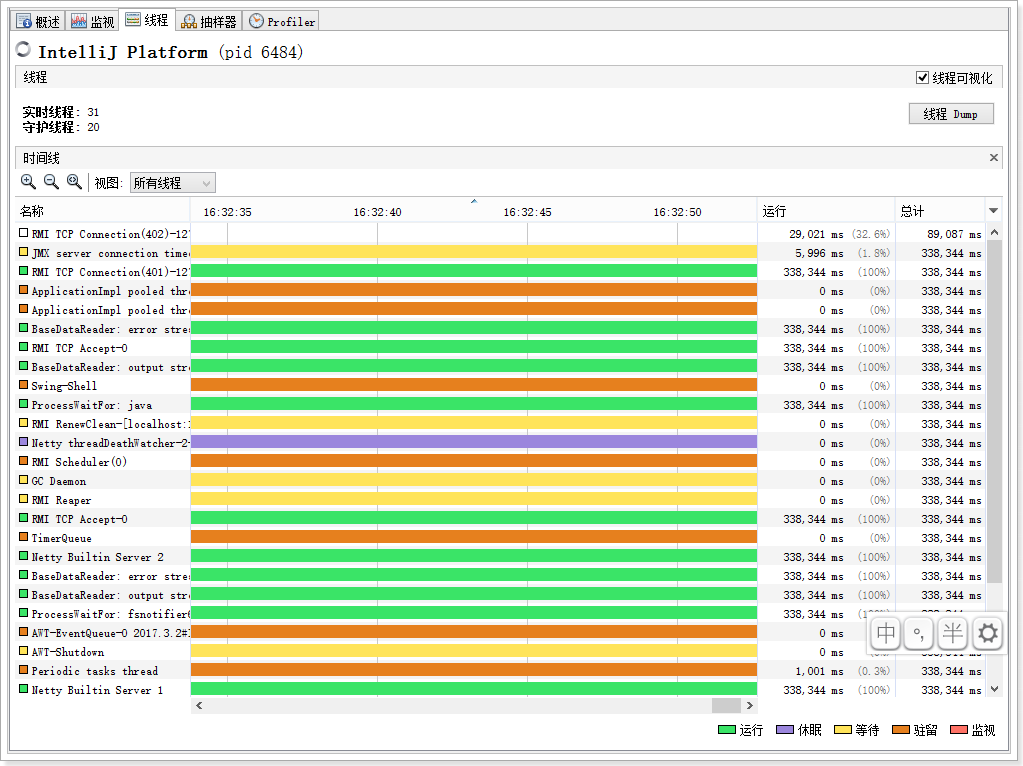 概述 监视 线程 抽样器 Profiler
IntelliJ Platform (pid 6484)
线程 线程可视化
实时线程: 31
守护线程: 20
线程 Dump
时间线
视图: 所有线程
名称 16:32:35 16:32:40 16:32:45 16:32:50 运行 总计
RMI TCP Connection(402)-127 29,021 ms (32.6%) 89,087 ms
JMX server connection time 5,996 ms (1.8%) 338,344 ms
RMI TCP Connection(401)-127 338,344 ms (100%) 338,344 ms
ApplicationImpl pooled thr 0 ms (0%) 338,344 ms
ApplicationImpl pooled thr 0 ms (0%) 338,344 ms
BaseDataReader: error stre 338,344 ms (100%) 338,344 ms
RMI TCP Accept-0 338,344 ms (100%) 338,344 ms
BaseDataReader: output str 338,344 ms (100%) 338,344 ms
Swing-Shell 0 ms (0%) 338,344 ms
ProcessWaitFor: java 338,344 ms (100%) 338,344 ms
RMI RenewClean-[localhost: 0 ms (0%) 338,344 ms
Netty threadDeathWatcher-2- 0 ms (0%) 338,344 ms
RMI Scheduler(0) 0 ms (0%) 338,344 ms
GC Daemon 0 ms (0%) 338,344 ms
RMI Reaper 0 ms (0%) 338,344 ms
RMI TCP Accept-0 338,344 ms (100%) 338,344 ms
TimerQueue 0 ms (0%) 338,344 ms
Netty Builtin Server 2 338,344 ms (100%) 338,344 ms
BaseDataReader: error stre 338,344 ms (100%) 338,344 ms
BaseDataReader: output str 338,344 ms (100%) 338,344 ms
ProcessWaitFor: fsnotifier 338,344 ms
AWT-EventQueue-0 2017.3.2# 0 ms
AWT-Shutdown 0 ms
Periodic tasks thread 1,001 ms (0.3%) 338,344 ms
Netty Builtin Server 1 338,344 ms (100%) 338,344 ms
中 °, 半
运行 休眠 等待 驻留 监视